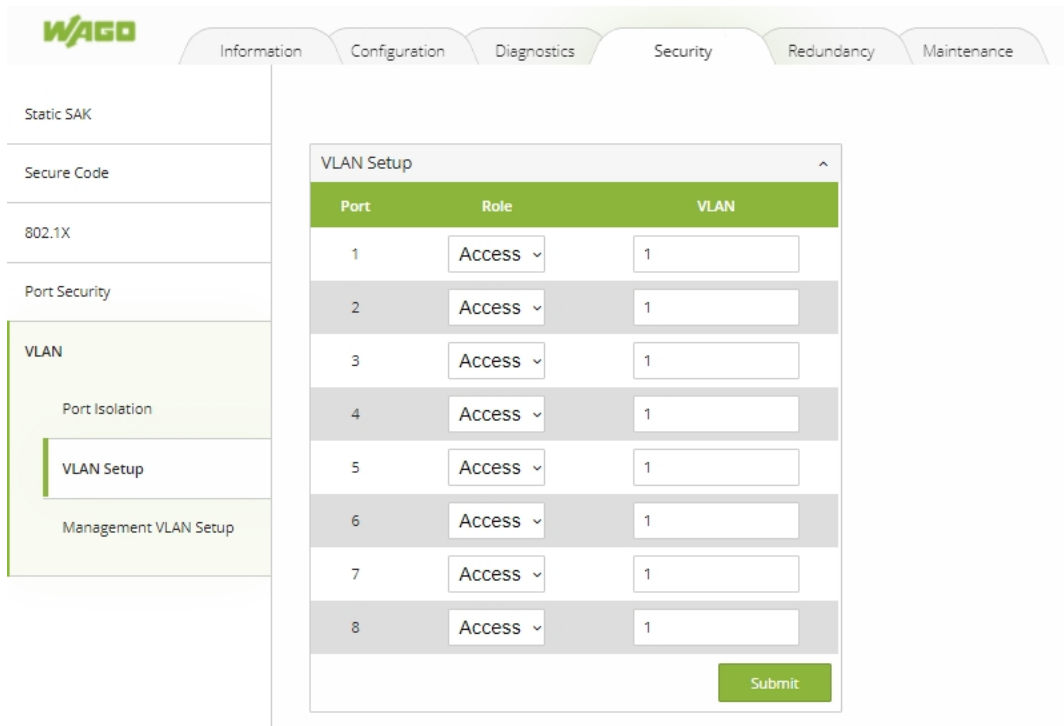 WAGO
Information Configuration Diagnostics Security Redundancy Maintenance
Static SAK
Secure Code
802.1X
Port Security
VLAN
Port Isolation
VLAN Setup
Management VLAN Setup
VLAN Setup
Port Role VLAN
1 Access 1
2 Access 1
3 Access 1
4 Access 1
5 Access 1
6 Access 1
7 Access 1
8 Access 1
Submit